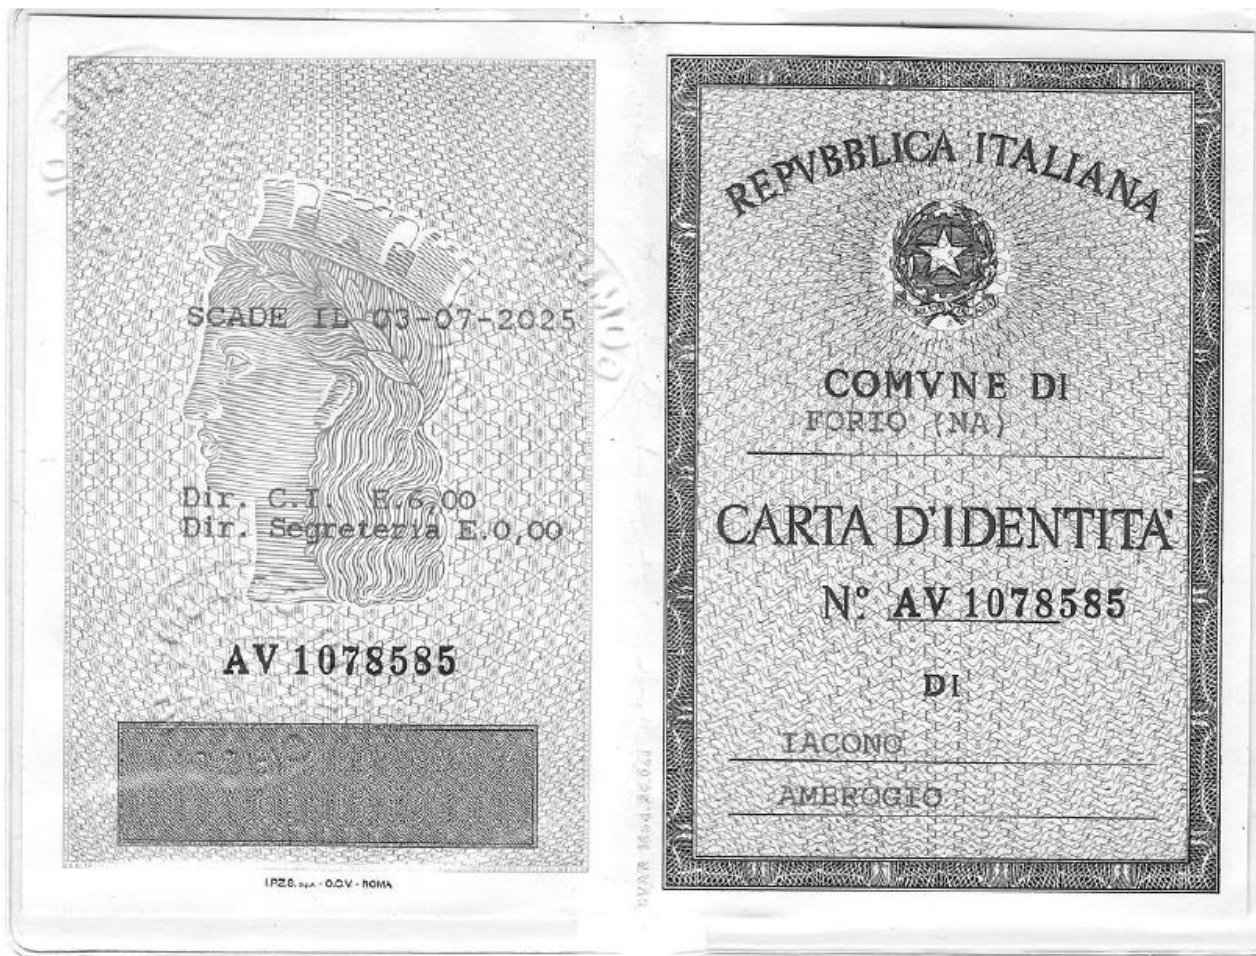 SCADE IL 03-07-2025
Dir. C.I. E.6,00
Dir. Segreteria E.0,00
AV 1078585
I.P.Z.S. S.p.A. - O.C.V. - ROMA
REPVBBLICA ITALIANA
COMVNE DI
FORIO (NA)
CARTA D'IDENTITA'
Nº AV 1078585
DI
IACONO
AMBROGIO